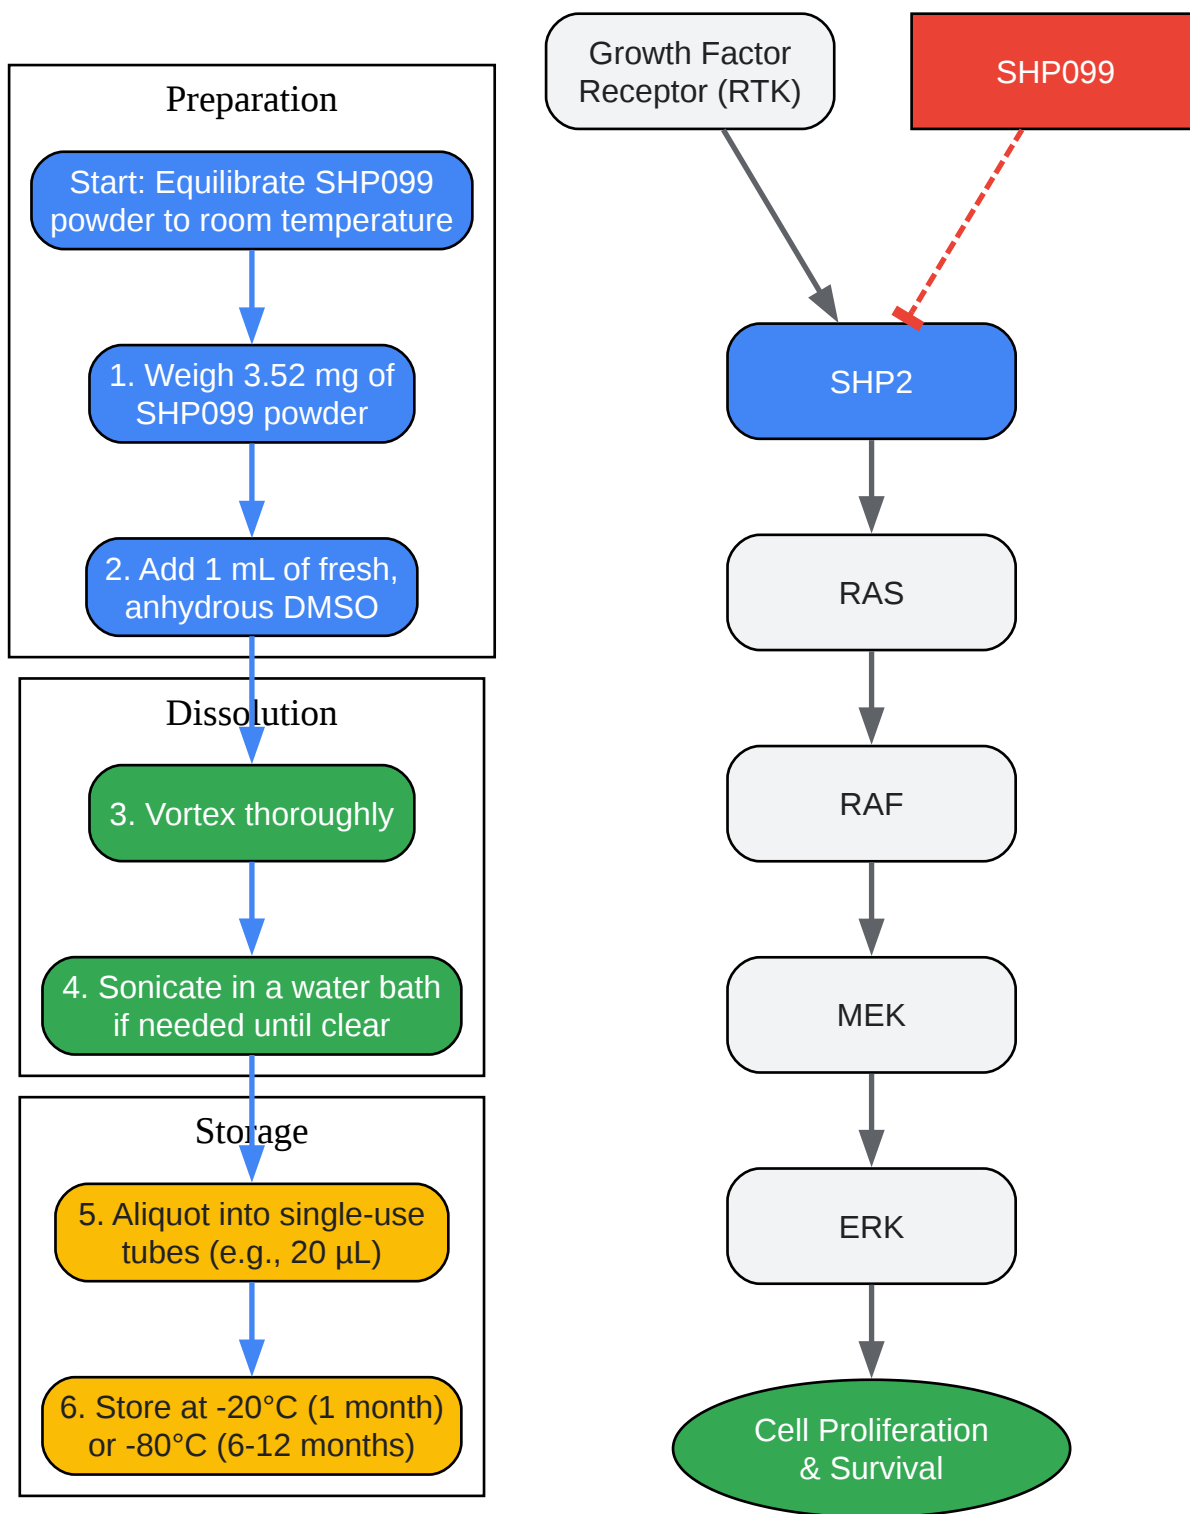 Preparation
Start: Equilibrate SHP099
powder to room temperature
1. Weigh 3.52 mg of
SHP099 powder
2. Add 1 mL of fresh,
anhydrous DMSO
Dissolution
3. Vortex thoroughly
4. Sonicate in a water bath
if needed until clear
Storage
5. Aliquot into single-use
tubes (e.g., 20 µL)
6. Store at -20°C (1 month)
or -80°C (6-12 months)
Growth Factor
Receptor (RTK)
SHP099
SHP2
RAS
RAF
MEK
ERK
Cell Proliferation
& Survival